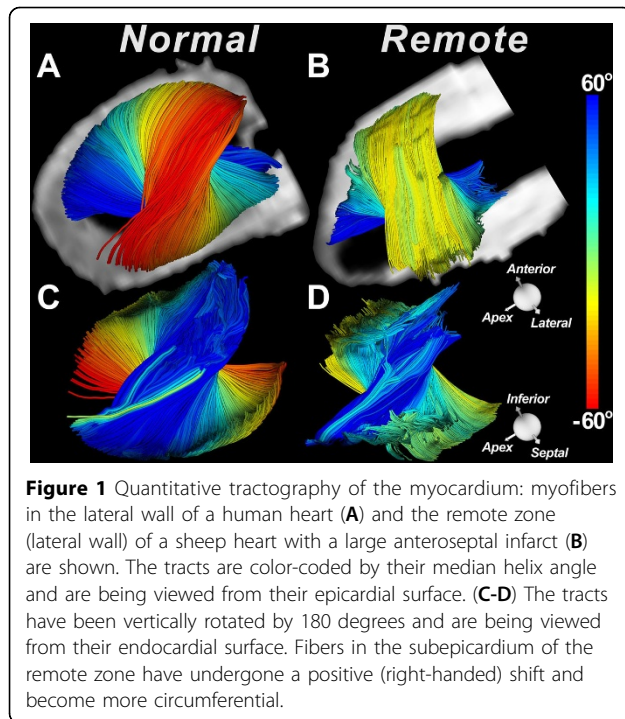 Normal Remote
A B
60º
C D
Anterior
Apex Lateral
Inferior
Apex Septal
-60º
Figure 1 Quantitative tractography of the myocardium: myofibers
in the lateral wall of a human heart (A) and the remote zone
(lateral wall) of a sheep heart with a large anteroseptal infarct (B)
are shown. The tracts are color-coded by their median helix angle
and are being viewed from their epicardial surface. (C-D) The tracts
have been vertically rotated by 180 degrees and are being viewed
from their endocardial surface. Fibers in the subepicardium of the
remote zone have undergone a positive (right-handed) shift and
become more circumferential.